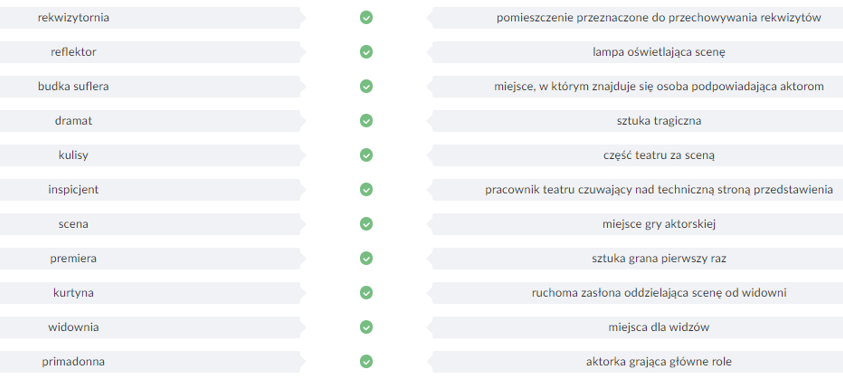 rekwizytornia pomieszczenie przeznaczone do przechowywania rekwizytów
reflektor lampa oświetlająca scenę
budka suflera miejsce, w którym znajduje się osoba podpowiadająca aktorom
dramat sztuka tragiczna
kulisy część teatru za sceną
inspicjent pracownik teatru czuwający nad techniczną stroną przedstawienia
scena miejsce gry aktorskiej
premiera sztuka grana pierwszy raz
kurtyna ruchoma zasłona oddzielająca scenę od widowni
widownia miejsca dla widzów
primadonna aktorka grająca główne role